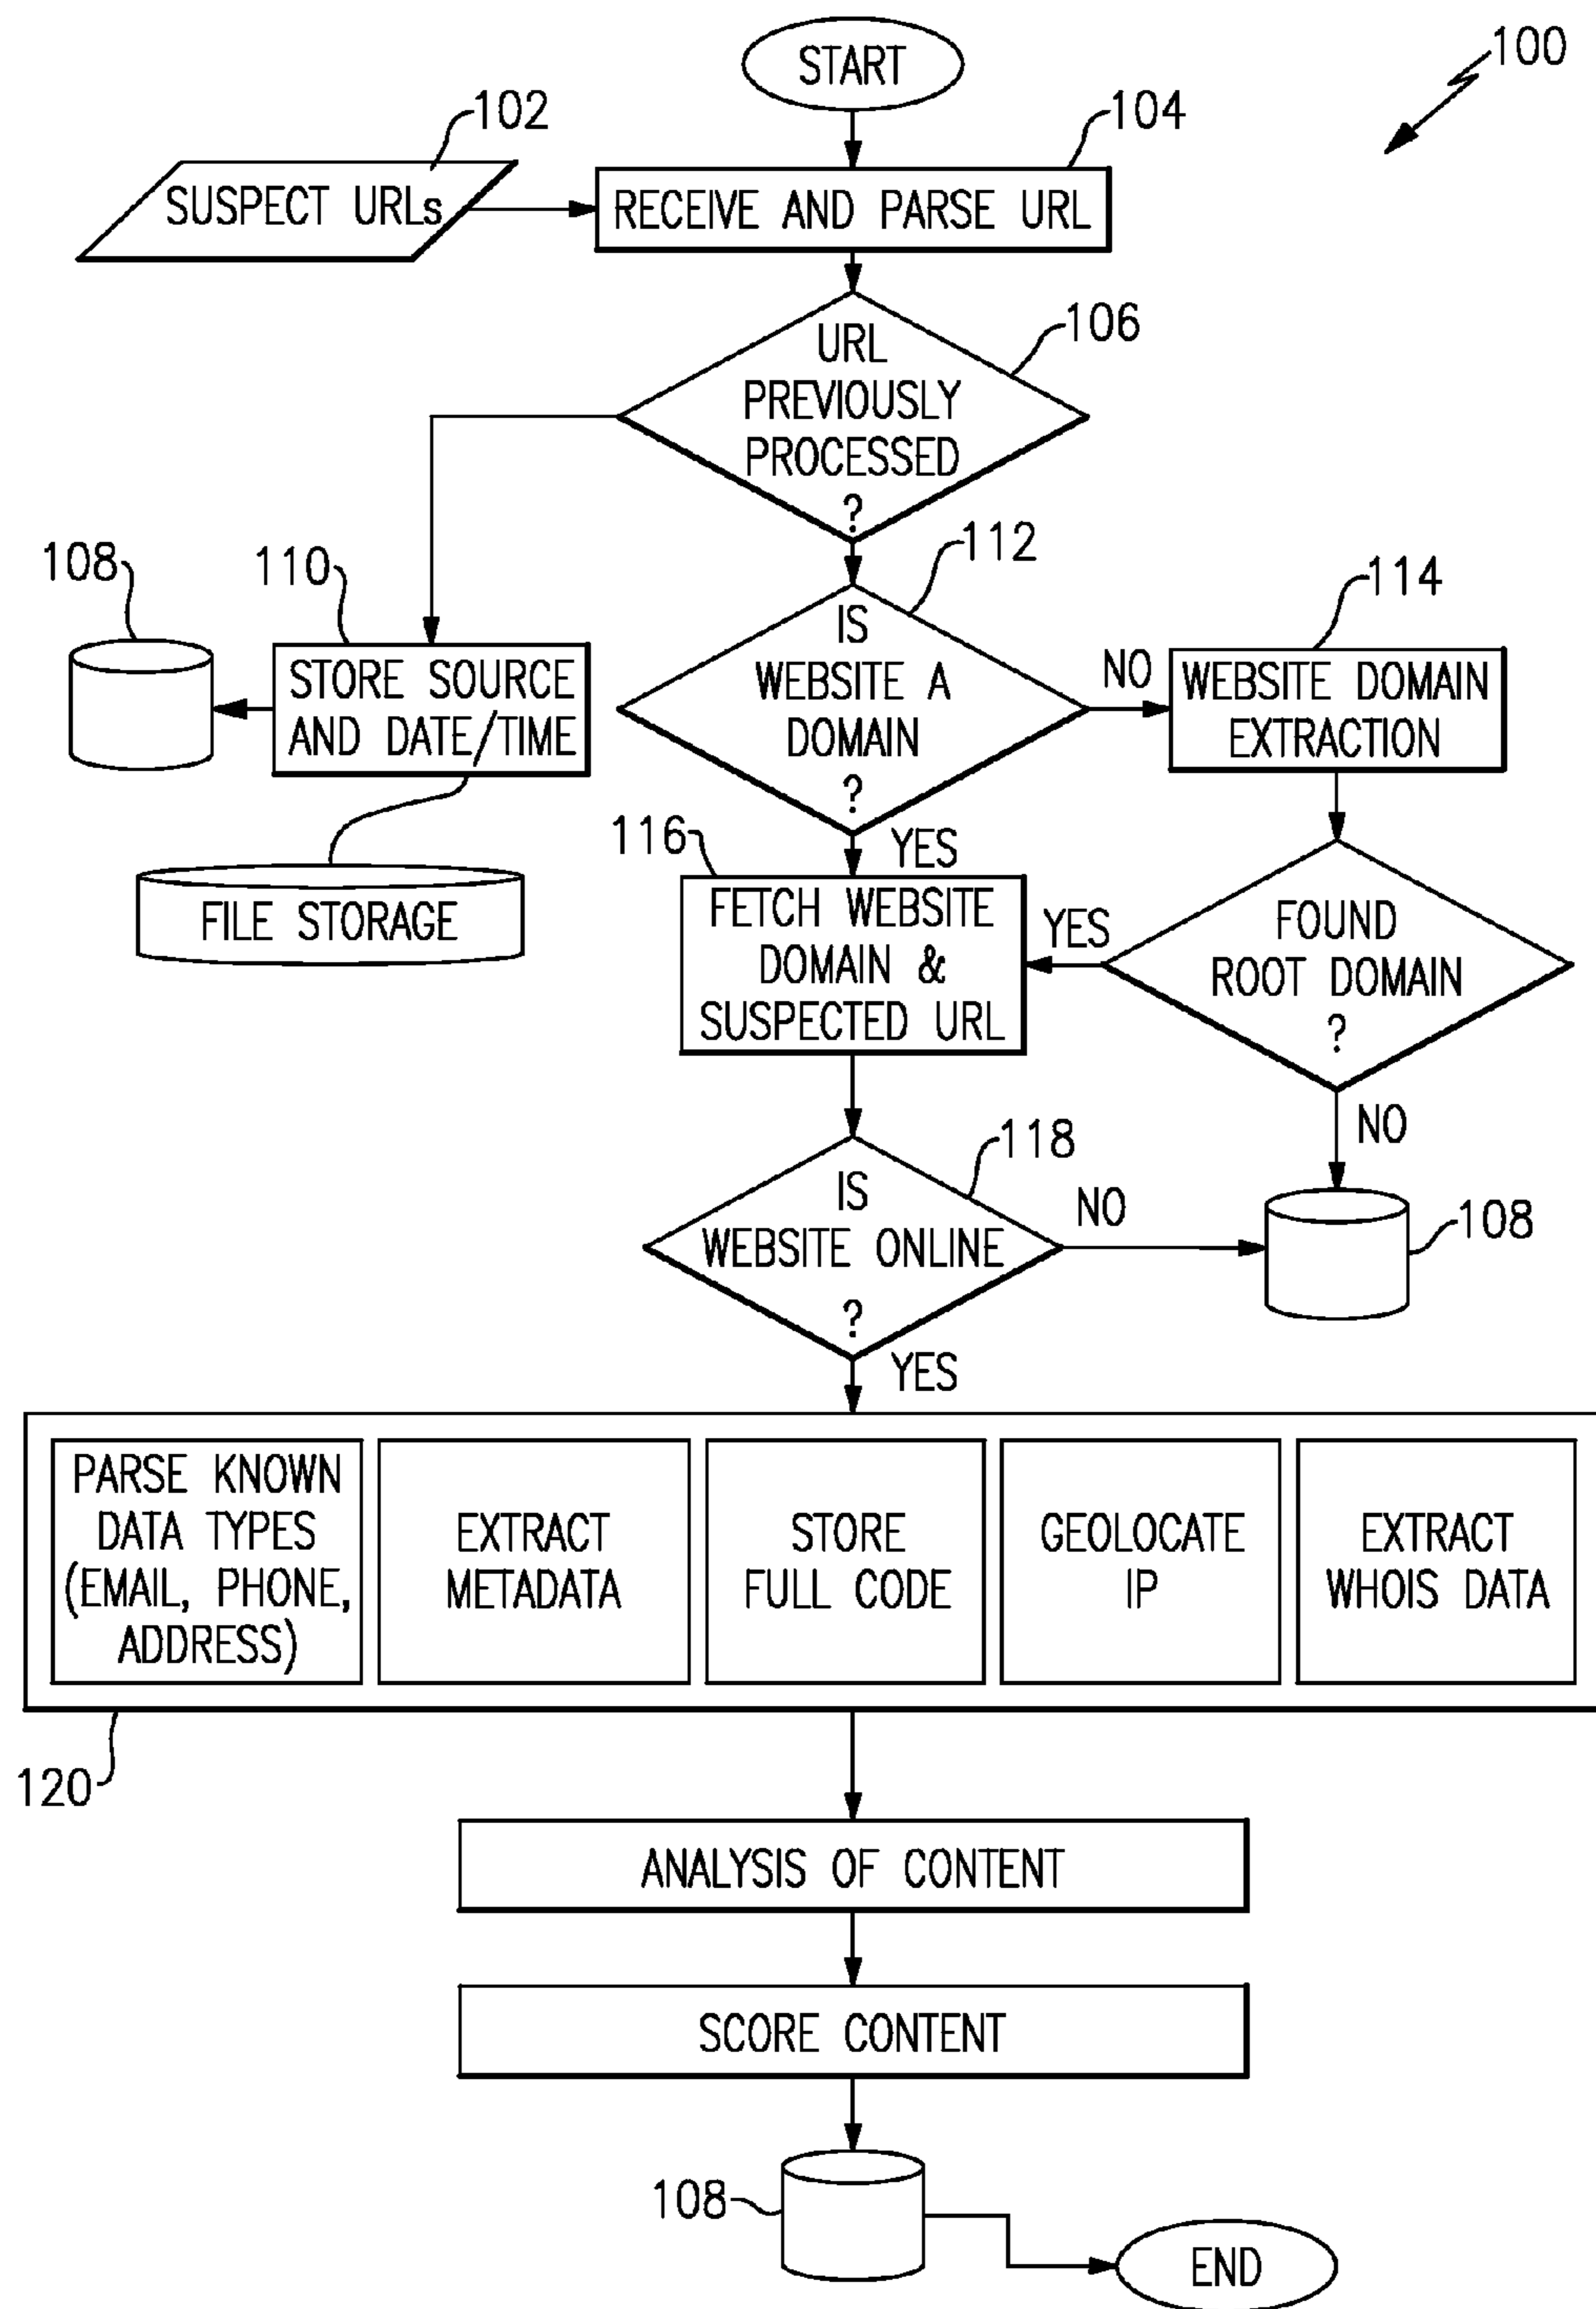 START
100
102
104
SUSPECT URLs
RECEIVE AND PARSE URL
106
URL
PREVIOUSLY
PROCESSED
?
108
110
112
114
STORE SOURCE
AND DATE/TIME
IS
WEBSITE A
DOMAIN
?
NO
WEBSITE DOMAIN
EXTRACTION
FILE STORAGE
116
YES
FETCH WEBSITE
DOMAIN &
SUSPECTED URL
YES
FOUND
ROOT DOMAIN
?
NO
118
IS
WEBSITE ONLINE
?
NO
108
YES
PARSE KNOWN
DATA TYPES
(EMAIL, PHONE,
ADDRESS)
EXTRACT
METADATA
STORE
FULL CODE
GEOLOCATE
IP
EXTRACT
WHOIS DATA
120
ANALYSIS OF CONTENT
SCORE CONTENT
108
END